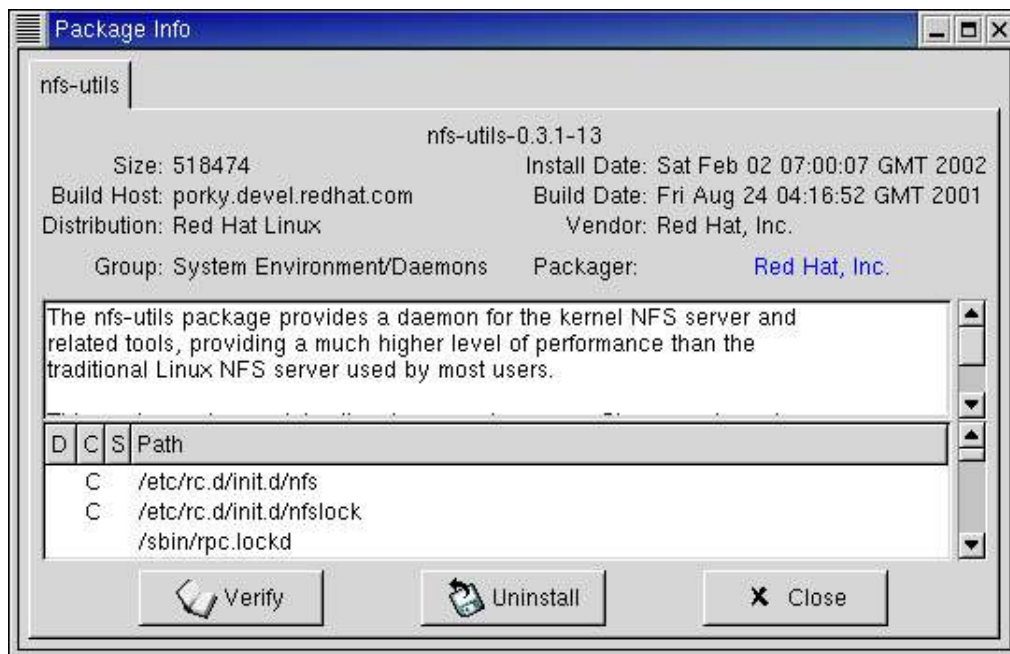 Package Info
nfs-utils
nfs-utils-0.3.1-13
Size: 518474 Install Date: Sat Feb 02 07:00:07 GMT 2002
Build Host: porky.devel.redhat.com Build Date: Fri Aug 24 04:16:52 GMT 2001
Distribution: Red Hat Linux Vendor: Red Hat, Inc.
Group: System Environment/Daemons Packager: Red Hat, Inc.
The nfs-utils package provides a daemon for the kernel NFS server and
related tools, providing a much higher level of performance than the
traditional Linux NFS server used by most users.
D C S Path
C /etc/rc.d/init.d/nfs
C /etc/rc.d/init.d/nfslock
/sbin/rpc.lockd
Verify Uninstall Close